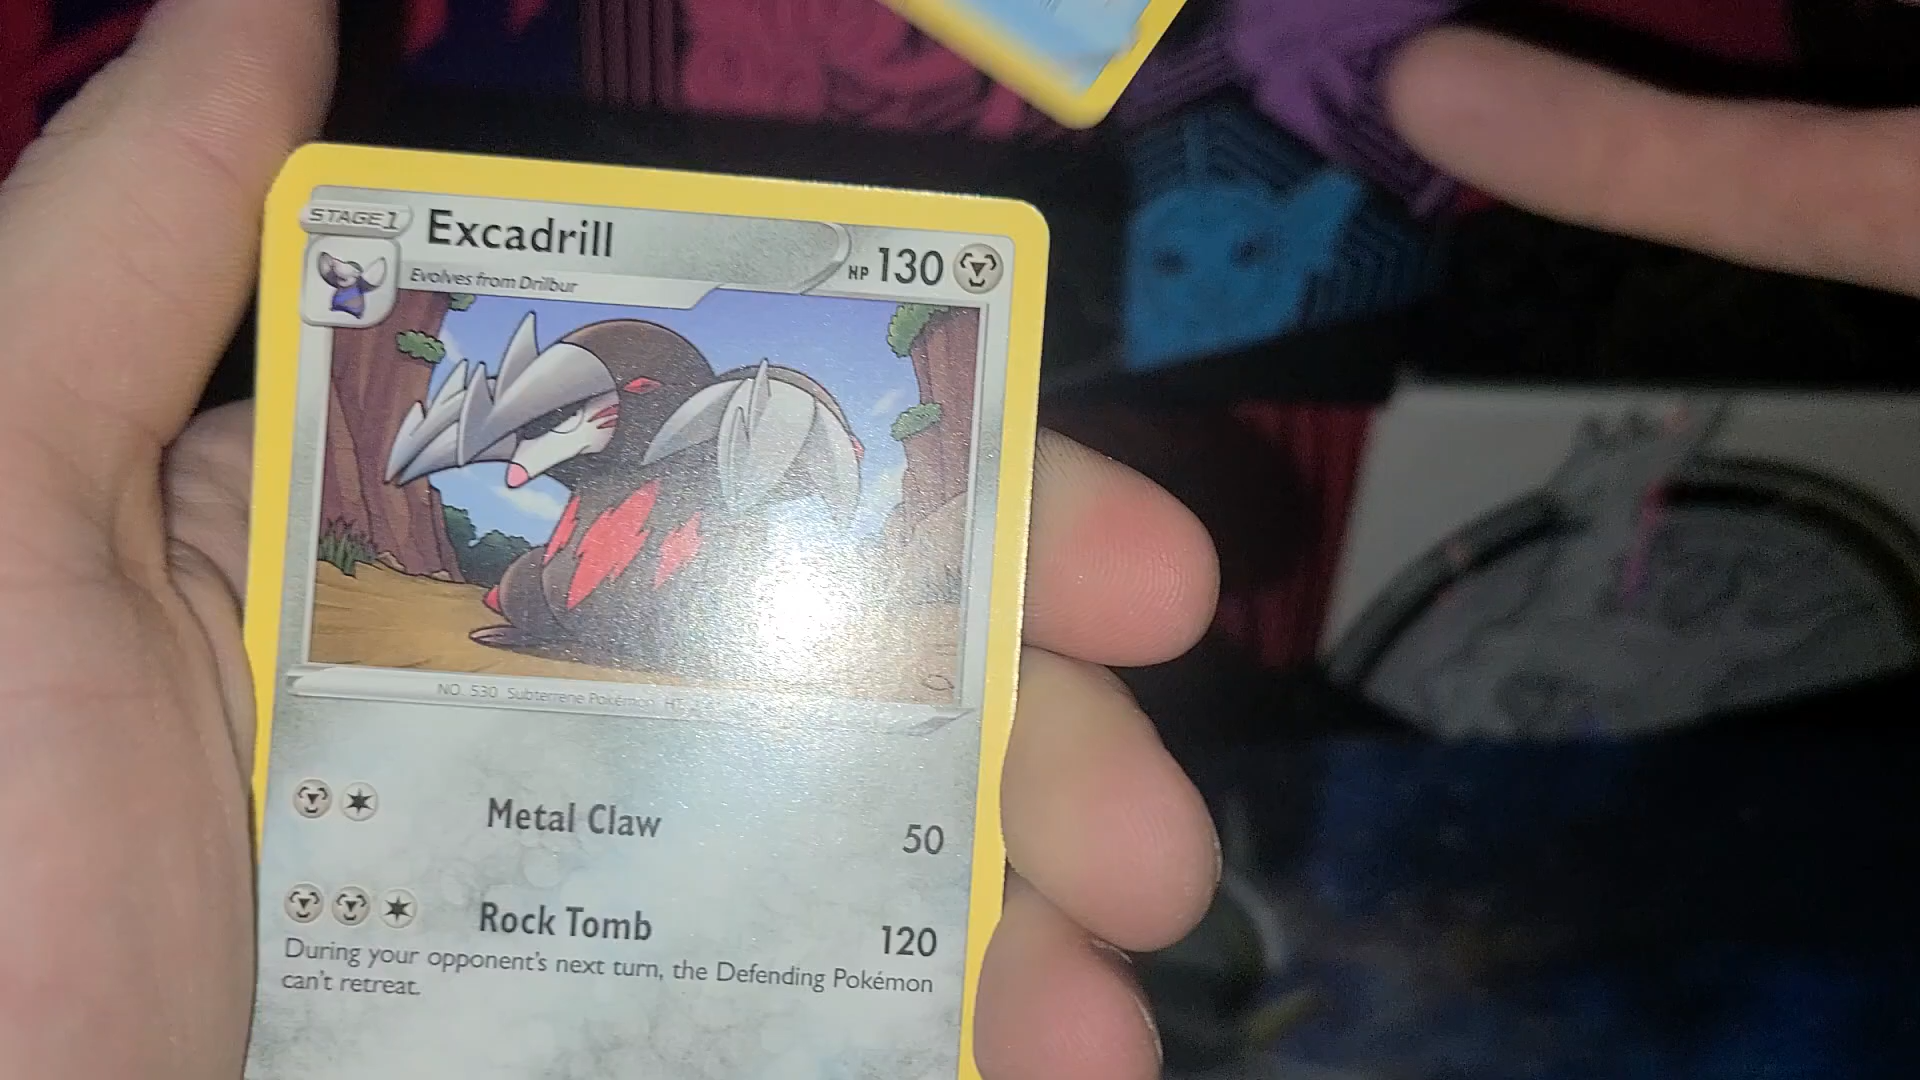 STAGE 1
Excadrill
HP 130
Evolves from Drilbur
NO. 530 Subterrene Pokémon HT
Metal Claw 50
Rock Tomb 120
During your opponent's next turn, the Defending Pokémon
can't retreat.